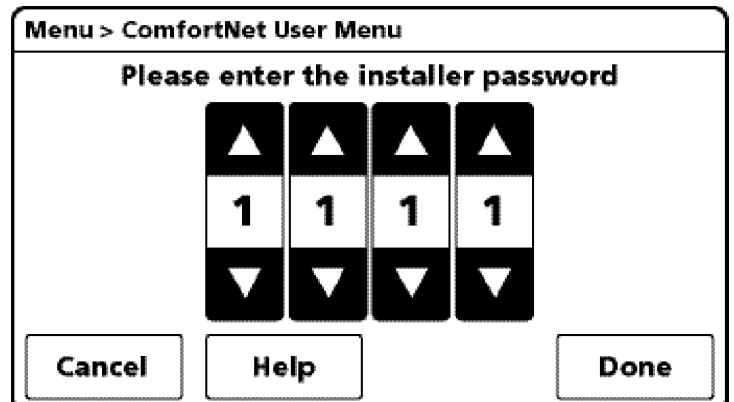 Menu > ComfortNet User Menu
Please enter the installer password
1 1 1 1
Cancel Help Done